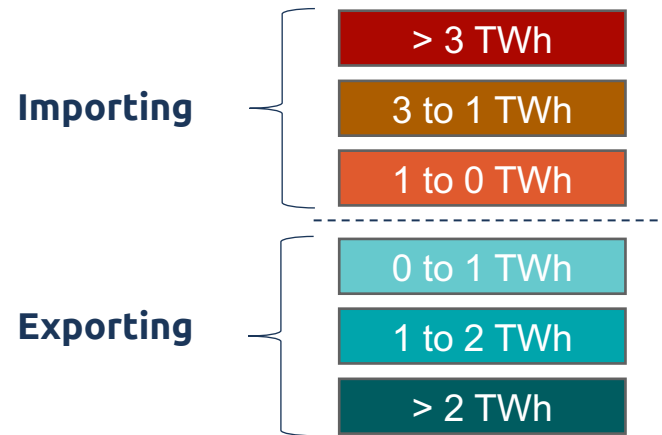 > 3 TWh
Importing
3 to 1 TWh
1 to 0 TWh
0 to 1 TWh
Exporting
1 to 2 TWh
> 2 TWh